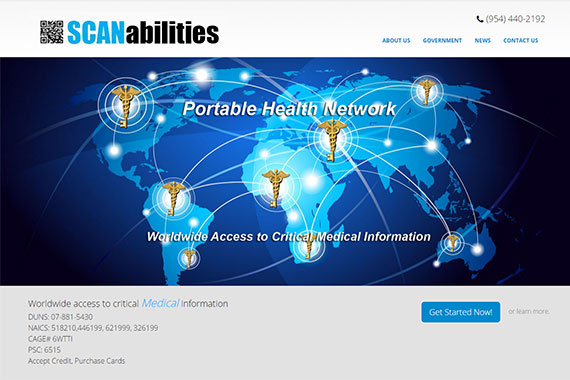 SCANabilities
(954) 440-2192
ABOUT US GOVERNMENT NEWS CONTACT US
Portable Health Network
Worldwide Access to Critical Medical Information
Worldwide access to critical Medical information
DUNS: 07-881-5430
NAICS: 518210,446199, 621999, 326199
CAGE# 6WTTI
PSC: 6515
Accept Credit, Purchase Cards
Get Started Now!
or learn more.